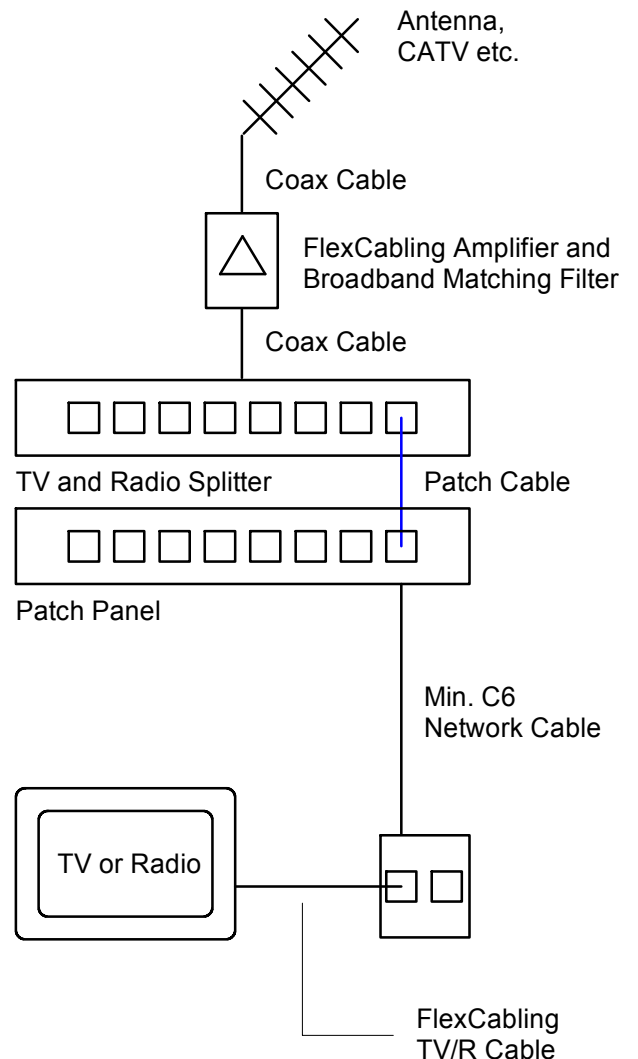 Antenna,
CATV etc.
Coax Cable
FlexCabling Amplifier and
Broadband Matching Filter
Coax Cable
TV and Radio Splitter
Patch Cable
Patch Panel
Min. C6
Network Cable
TV or Radio
FlexCabling
TV/R Cable